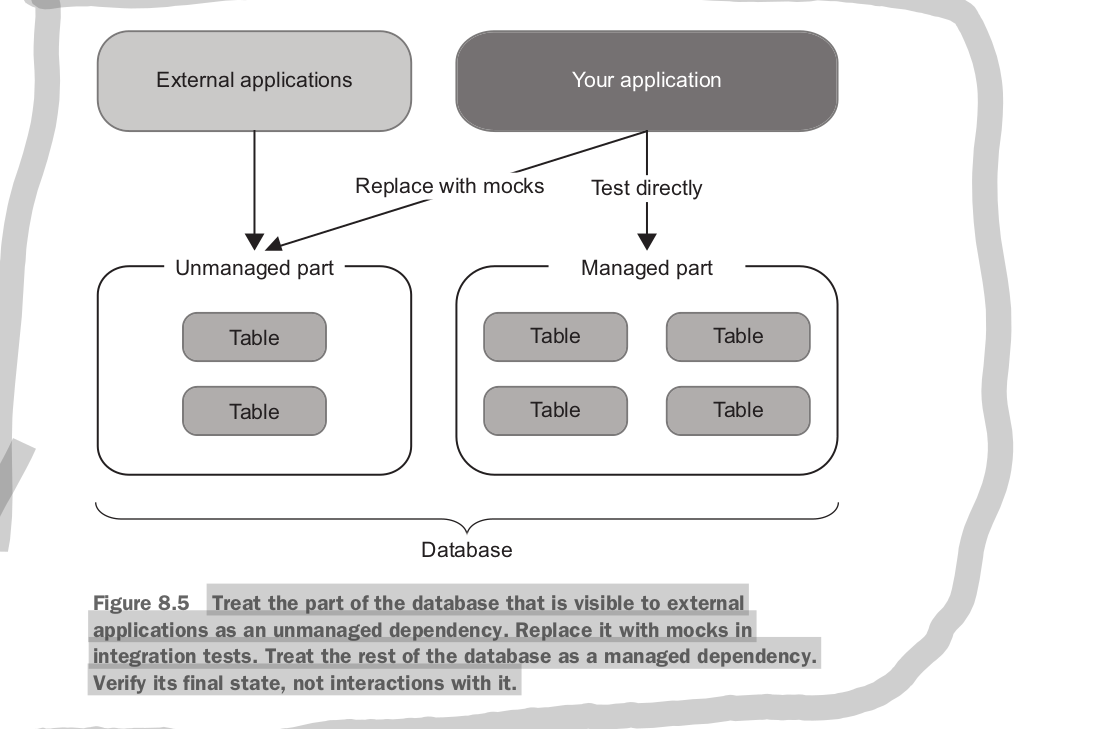 External applications
Your application
Replace with mocks
Test directly
Unmanaged part
Managed part
Table
Table
Table
Table
Table
Table
Database
Figure 8.5 Treat the part of the database that is visible to external
applications as an unmanaged dependency. Replace it with mocks in
integration tests. Treat the rest of the database as a managed dependency.
Verify its final state, not interactions with it.